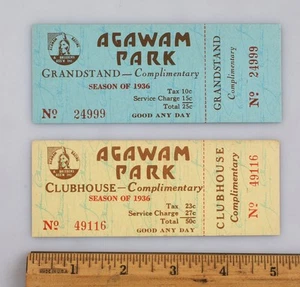 AGAWAM
PARK
GRANDSTAND—Complimentary
SEASON OF 1936
Tax 10c
Service Charge 15c
Total 25c
No 24999
GOOD ANY DAY
GRANDSTAND
No 24999
AGAWAM
PARK
CLUBHOUSE—Complimentary
SEASON OF 1936
Tax 23c
Service Charge 27c
Total 50c
No 49116
GOOD ANY DAY
CLUBHOUSE
No 49116
1 2 3 4 5